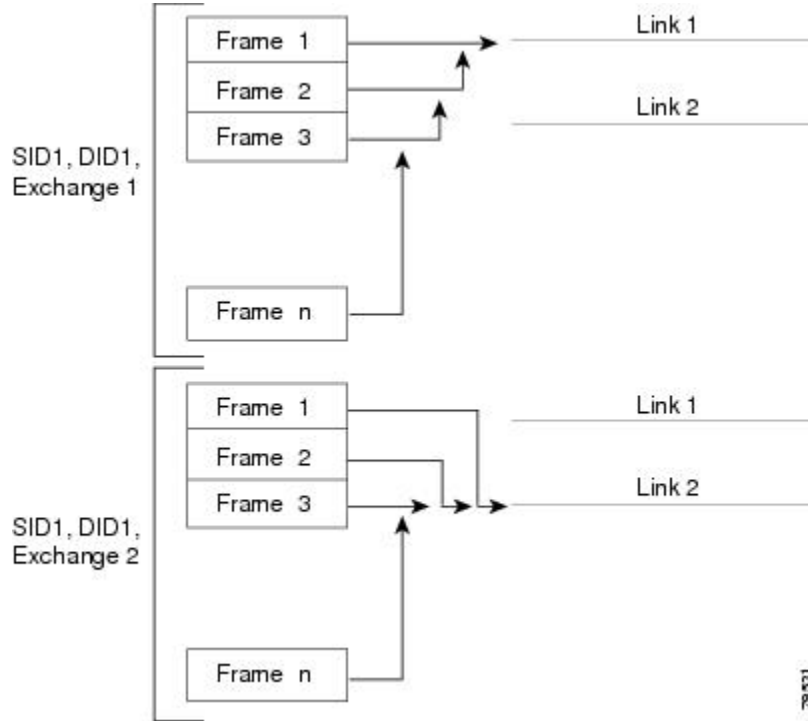 Frame 1
Link 1
Frame 2
Link 2
Frame 3
SID1, DID1,
Exchange 1
Frame n
Frame 1
Link 1
Frame 2
Link 2
Frame 3
SID1, DID1,
Exchange 2
Frame n